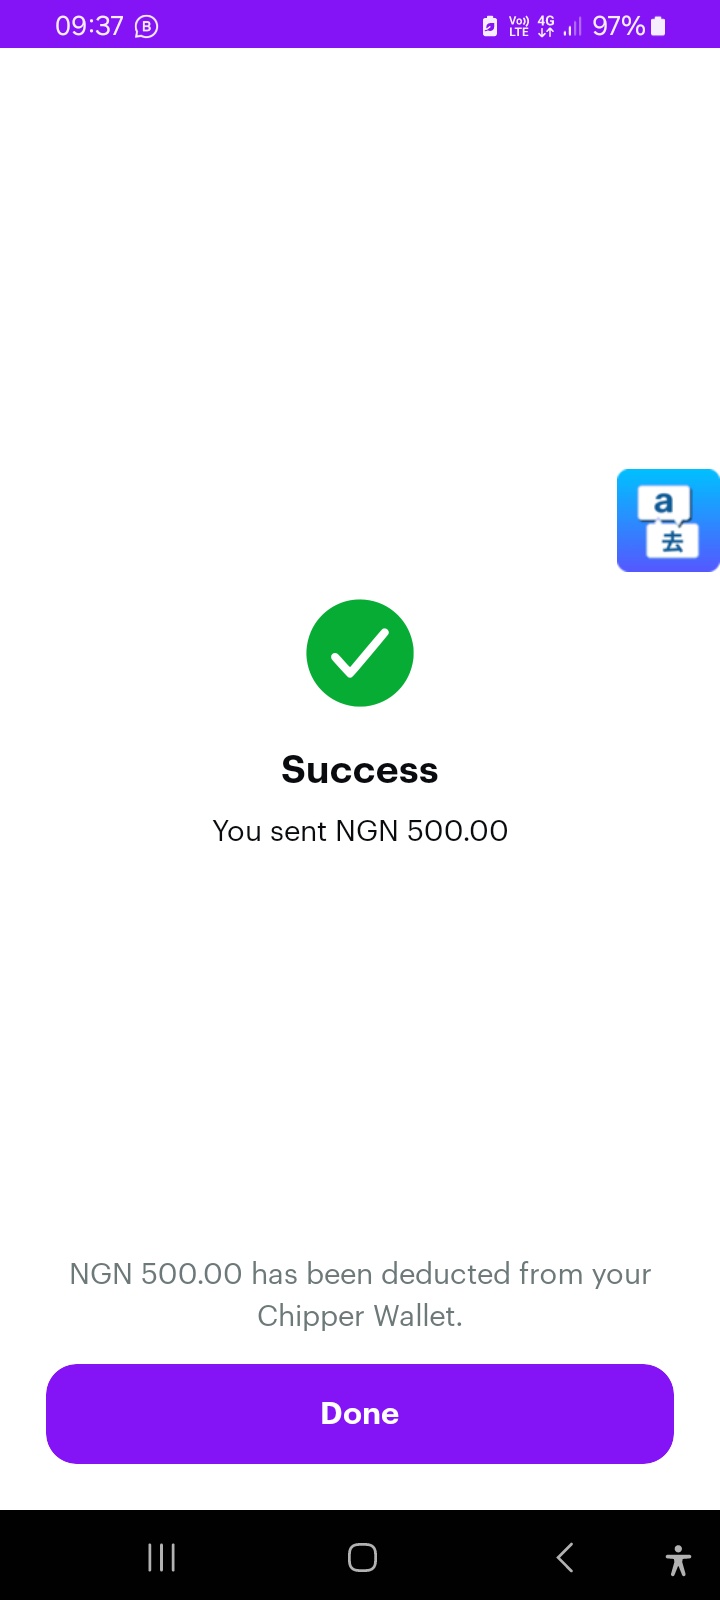 09:37 B Vo)) LTE 4G 97%
a
去
Success
You sent NGN 500.00
NGN 500.00 has been deducted from your
Chipper Wallet.
Done